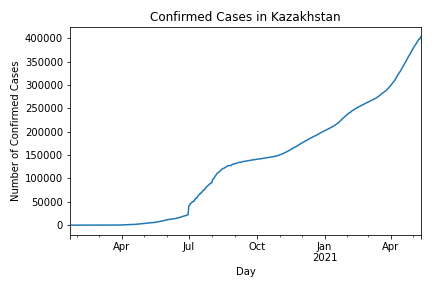 Confirmed Cases in Kazakhstan
400000
350000
300000
250000
200000
150000
100000
50000
0
Number of Confirmed Cases
Apr
Jul
Oct
Jan
2021
Apr
Day